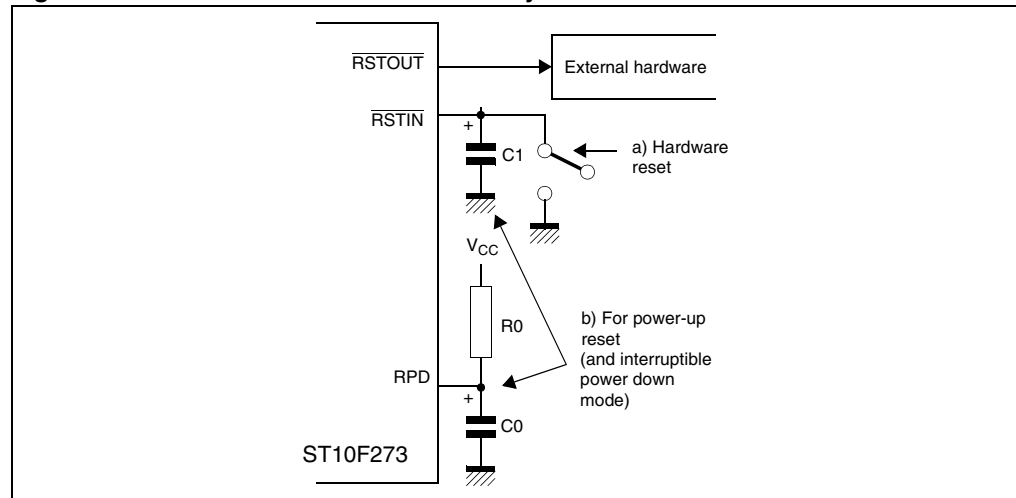 RSTOUT
External hardware
RSTIN
+
C1
a) Hardware
reset
VCC
R0
b) For power-up
reset
(and interruptible
power down
mode)
RPD
+
C0
ST10F273